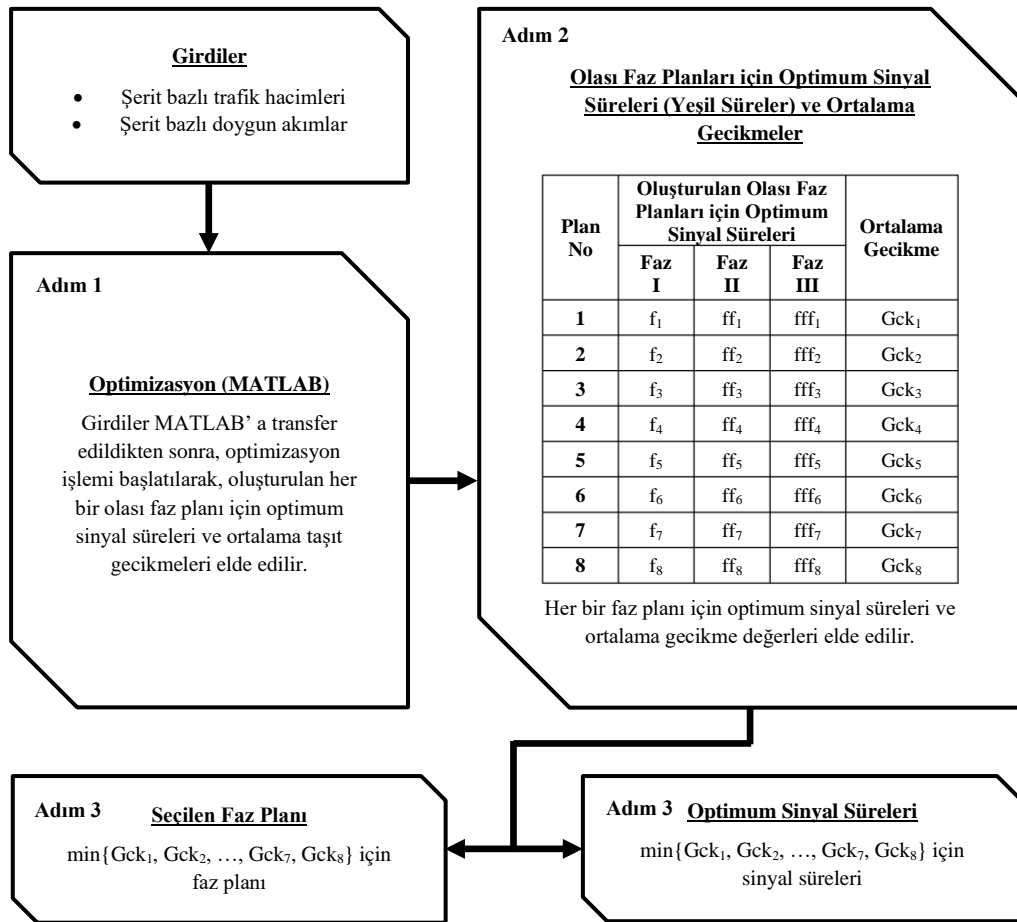 Girdiler
• Şerit bazlı trafik hacimleri
• Şerit bazlı doygun akımlar
Adım 1
Optimizasyon (MATLAB)
Girdiler MATLAB’ a transfer
edildikten sonra, optimizasyon
işlemi başlatılarak, oluşturulan her
bir olası faz planı için optimum
sinyal süreleri ve ortalama taşıt
gecikmeleri elde edilir.
Adım 2
Olası Faz Planları için Optimum Sinyal
Süreleri (Yeşil Süreler) ve Ortalama
Gecikmeler
Plan No | Oluşturulan Olası Faz Planları için Optimum Sinyal Süreleri | Ortalama Gecikme
Faz I | Faz II | Faz III
1 | f₁ | ff₁ | fff₁ | Gck₁
2 | f₂ | ff₂ | fff₂ | Gck₂
3 | f₃ | ff₃ | fff₃ | Gck₃
4 | f₄ | ff₄ | fff₄ | Gck₄
5 | f₅ | ff₅ | fff₅ | Gck₅
6 | f₆ | ff₆ | fff₆ | Gck₆
7 | f₇ | ff₇ | fff₇ | Gck₇
8 | f₈ | ff₈ | fff₈ | Gck₈
Her bir faz planı için optimum sinyal süreleri ve
ortalama gecikme değerleri elde edilir.
Adım 3
Seçilen Faz Planı
min{Gck₁, Gck₂, …, Gck₇, Gck₈} için
faz planı
Adım 3
Optimum Sinyal Süreleri
min{Gck₁, Gck₂, …, Gck₇, Gck₈} için
sinyal süreleri